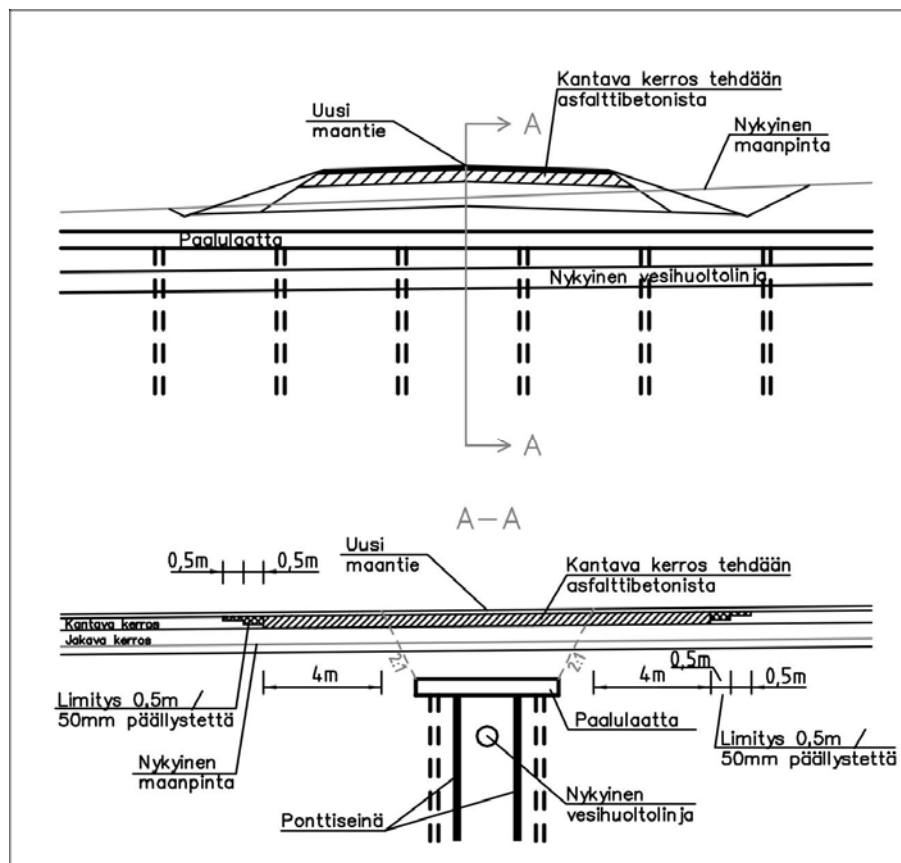 Kantava kerros tehdään
asfalttibetonista
Uusi
maantie
A
Nykyinen
maanpinta
Paalulaatta
Nykyinen vesihuoltolinja
A
A—A
0,5m
0,5m
Uusi
maantie
Kantava kerros tehdään
asfalttibetonista
Kantava kerros
Jakava kerros
2:1
2:1
4m
4m
0,5m
0,5m
Limitys 0,5m /
50mm päällystettä
Paalulaatta
Limitys 0,5m /
50mm päällystettä
Nykyinen
maanpinta
Ponttiseinä
Nykyinen
vesihuoltolinja